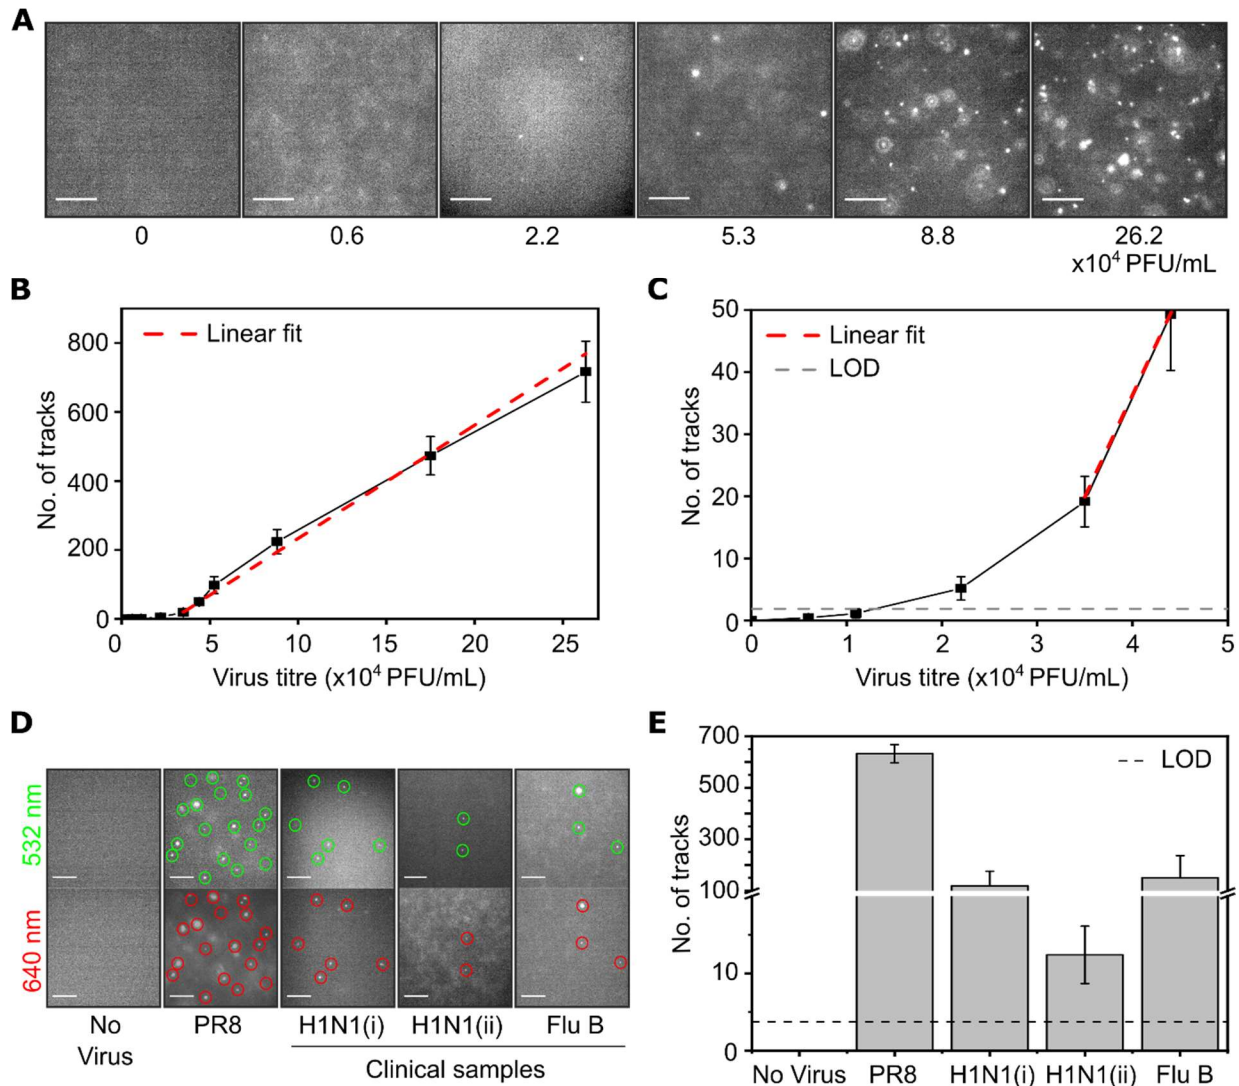 A
0
0.6
2.2
5.3
8.8
26.2
x10⁴ PFU/mL
B
Linear fit
No. of tracks
800
600
400
200
0
0
5
10
15
20
25
Virus titre (x10⁴ PFU/mL)
C
Linear fit
LOD
No. of tracks
50
40
30
20
10
0
0
1
2
3
4
5
Virus titre (x10⁴ PFU/mL)
D
532 nm
640 nm
No
Virus
PR8
H1N1(i)
H1N1(ii)
Flu B
Clinical samples
E
LOD
No. of tracks
700
500
300
100
10
0
No Virus
PR8
H1N1(i)
H1N1(ii)
Flu B